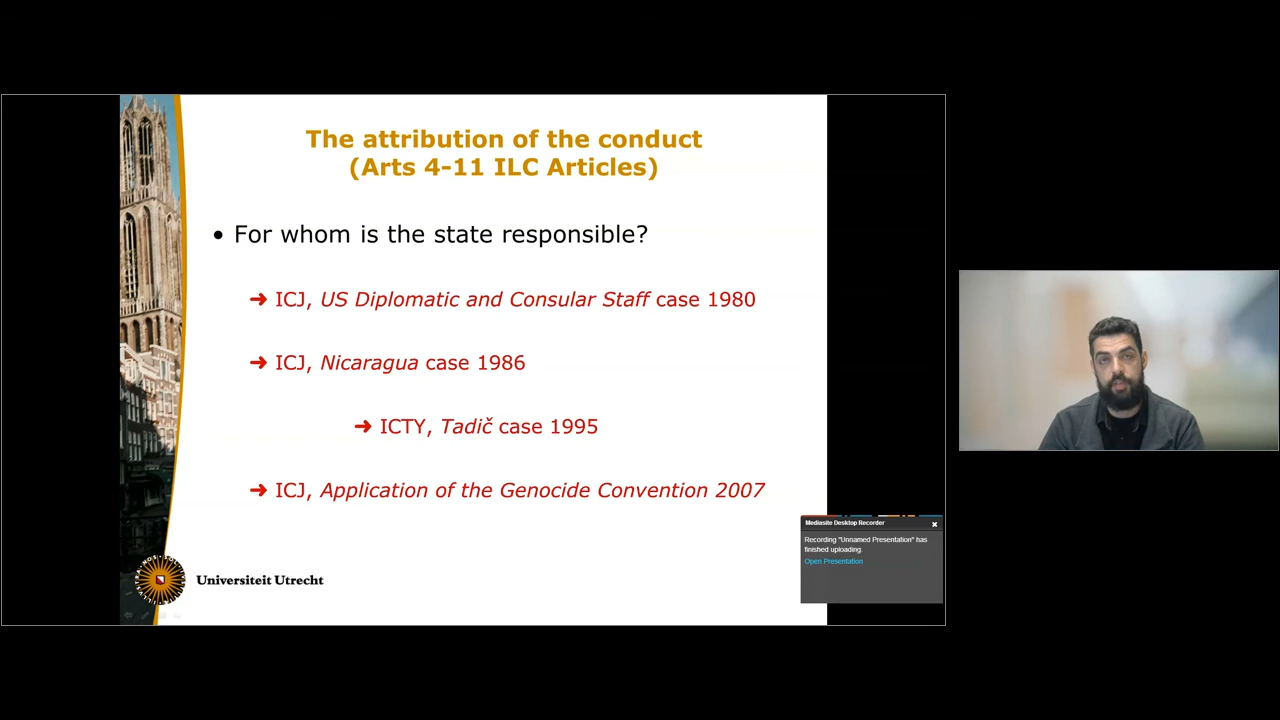 The attribution of the conduct
(Arts 4-11 ILC Articles)
• For whom is the state responsible?
➜ ICJ, US Diplomatic and Consular Staff case 1980
➜ ICJ, Nicaragua case 1986
➜ ICTY, Tadič case 1995
➜ ICJ, Application of the Genocide Convention 2007
Universiteit Utrecht
Mediasite Desktop Recorder
Recording "Unnamed Presentation" has
finished uploading.
Open Presentation